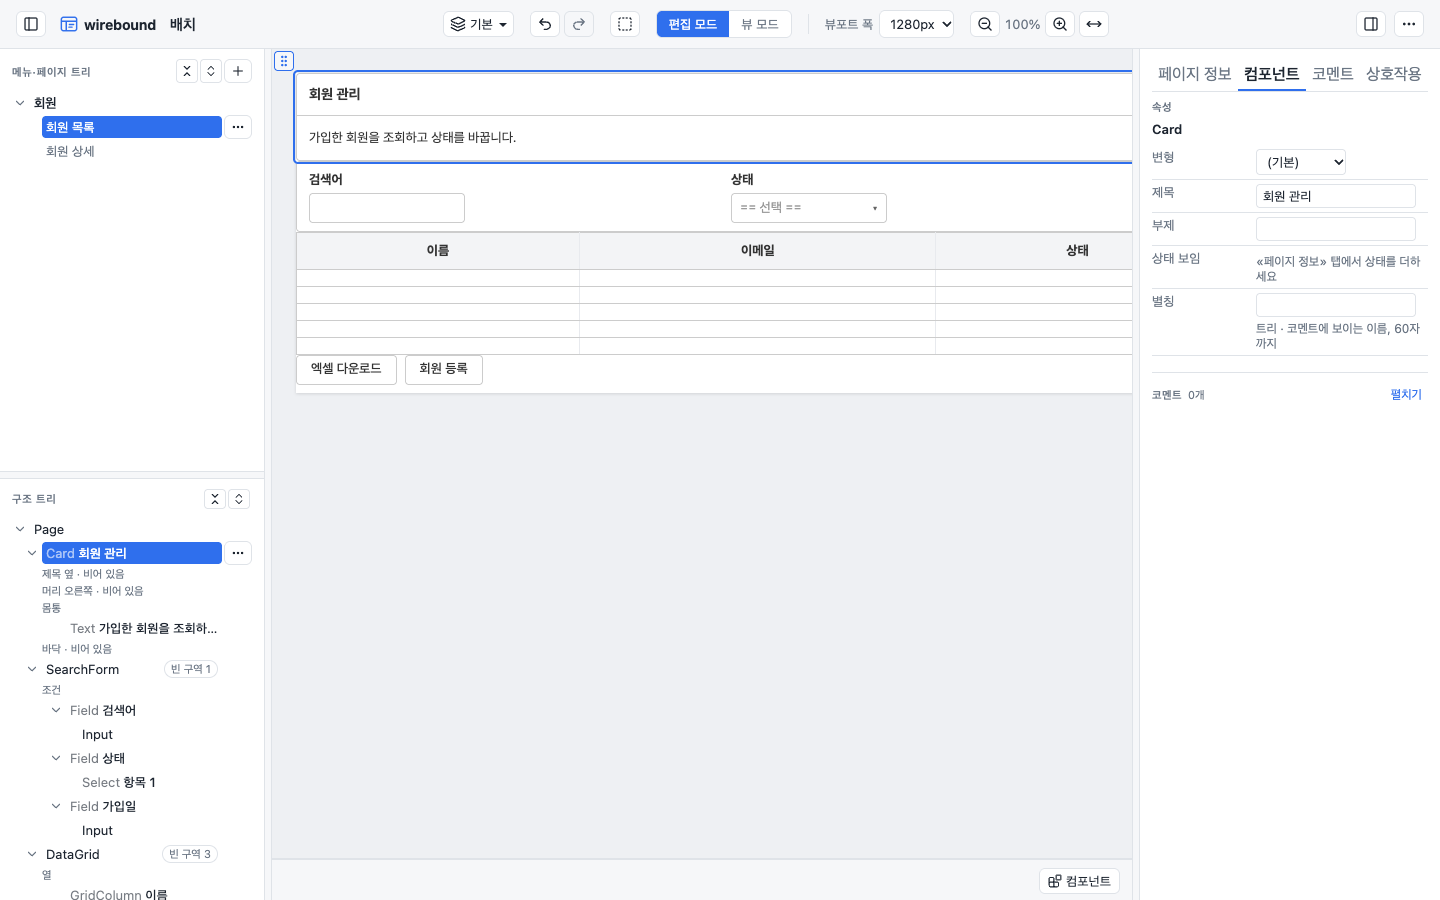 wirebound 배치
기본
편집 모드
뷰 모드
뷰포트 폭
1280px
100%
메뉴·페이지 트리
회원
회원 목록
회원 상세
구조 트리
Page
Card 회원 관리
제목 옆 · 비어 있음
머리 오른쪽 · 비어 있음
몸통
Text 가입한 회원을 조회하...
바닥 · 비어 있음
SearchForm 빈 구역 1
조건
Field 검색어
Input
Field 상태
Select 항목 1
Field 가입일
Input
DataGrid 빈 구역 3
열
GridColumn 이름
회원 관리
가입한 회원을 조회하고 상태를 바꿉니다.
검색어 상태
== 선택 ==
이름 이메일 상태
엑셀 다운로드 회원 등록
컴포넌트
페이지 정보 컴포넌트 코멘트 상호작용
속성
Card
변형 (기본)
제목 회원 관리
부제
상태 보임 «페이지 정보» 탭에서 상태를 더하
세요
별칭
트리 · 코멘트에 보이는 이름, 60자
까지
코멘트 0개 펼치기